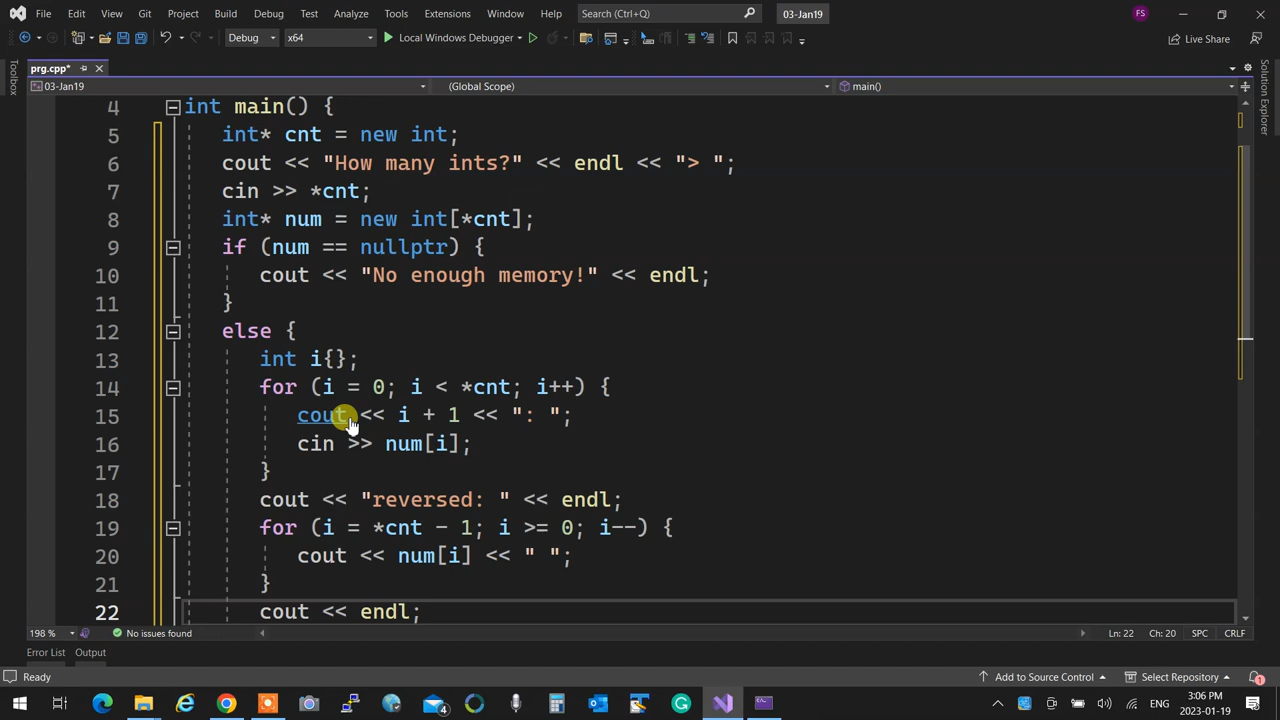 File Edit View Git Project Build Debug Test Analyze Tools Extensions Window Help Search (Ctrl+Q) 03-Jan19 FS
Debug x64 Local Windows Debugger Live Share
prg.cpp*
Toolbox
03-Jan19 (Global Scope) main()
Solution Explorer
4 int main() {
5 int* cnt = new int;
6 cout << "How many ints?" << endl << "> ";
7 cin >> *cnt;
8 int* num = new int[*cnt];
9 if (num == nullptr) {
10 cout << "No enough memory!" << endl;
11 }
12 else {
13 int i{};
14 for (i = 0; i < *cnt; i++) {
15 cout << i + 1 << ": ";
16 cin >> num[i];
17 }
18 cout << "reversed: " << endl;
19 for (i = *cnt - 1; i >= 0; i--) {
20 cout << num[i] << " ";
21 }
22 cout << endl;
198 % No issues found Ln: 22 Ch: 20 SPC CRLF
Error List Output
Ready Add to Source Control Select Repository 1
4 ENG 3:06 PM
2023-01-19